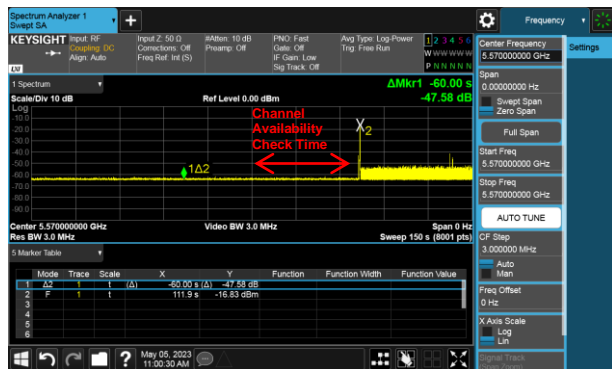 Spectrum Analyzer 1
Swept SA
+
Frequency
KEYSIGHT
Input: RF
Coupling: DC
Align: Auto
Input Z: 50 Ω
Corrections: Off
Freq Ref: Int (S)
#Atten: 10 dB
Preamp: Off
PNO: Fast
Gate: Off
IF Gain: Low
Sig Track: Off
Avg Type: Log-Power
Trig: Free Run
1 2 3 4 5 6
W W W W W W
P N N N N N
LNI
1 Spectrum
Scale/Div 10 dB
Ref Level 0.00 dBm
ΔMkr1 -60.00 s
-47.58 dB
Log
-10.0
-20.0
-30.0
-40.0
-50.0
-60.0
-70.0
-80.0
-90.0
Channel
Availability
Check Time
X2
1Δ2
Center 5.570000000 GHz
Res BW 3.0 MHz
Video BW 3.0 MHz
Span 0 Hz
Sweep 150 s (8001 pts)
5 Marker Table
Mode Trace Scale X Y Function Function Width Function Value
1 Δ2 1 t (Δ) -60.00 s (Δ) -47.58 dB
2 F 1 t 111.9 s -16.83 dBm
3
4
5
6
May 05, 2023
11:00:30 AM
?
Center Frequency
5.570000000 GHz
Settings
Span
0.00000000 Hz
Swept Span
Zero Span
Full Span
Start Freq
5.570000000 GHz
Stop Freq
5.570000000 GHz
AUTO TUNE
CF Step
3.000000 MHz
Auto
Man
Freq Offset
0 Hz
X Axis Scale
Log
Lin
Signal Track
(Span Zoom)